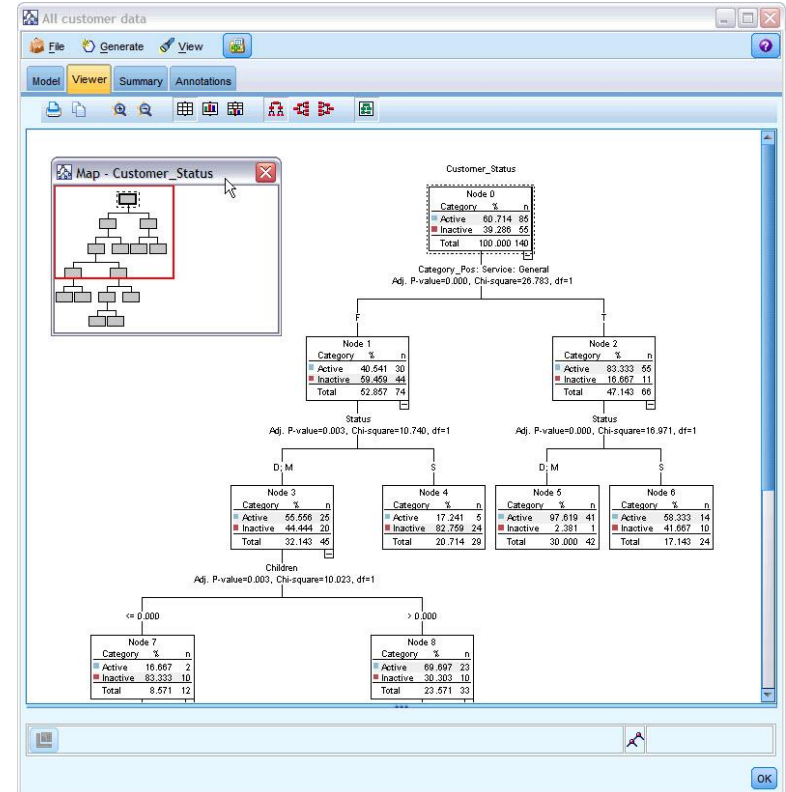 All customer data
File Generate View
Model Viewer Summary Annotations
Map - Customer_Status
Customer_Status
Node 0
Category % n
Active 60.714 85
Inactive 39.286 55
Total 100.000 140
Category_Pos: Service: General
Adj. P-value=0.000, Chi-square=26.783, df=1
F T
Node 1
Category % n
Active 40.541 30
Inactive 59.459 44
Total 52.857 74
Node 2
Category % n
Active 83.333 55
Inactive 16.667 11
Total 47.143 66
Status
Adj. P-value=0.003, Chi-square=10.740, df=1
Status
Adj. P-value=0.000, Chi-square=16.971, df=1
D; M S D; M S
Node 3
Category % n
Active 55.556 25
Inactive 44.444 20
Total 32.143 45
Node 4
Category % n
Active 17.241 5
Inactive 82.759 24
Total 20.714 29
Node 5
Category % n
Active 97.619 41
Inactive 2.381 1
Total 30.000 42
Node 6
Category % n
Active 58.333 14
Inactive 41.667 10
Total 17.143 24
Children
Adj. P-value=0.003, Chi-square=10.023, df=1
<= 0.000 > 0.000
Node 7
Category % n
Active 16.667 2
Inactive 83.333 10
Total 8.571 12
Node 8
Category % n
Active 69.697 23
Inactive 30.303 10
Total 23.571 33
OK